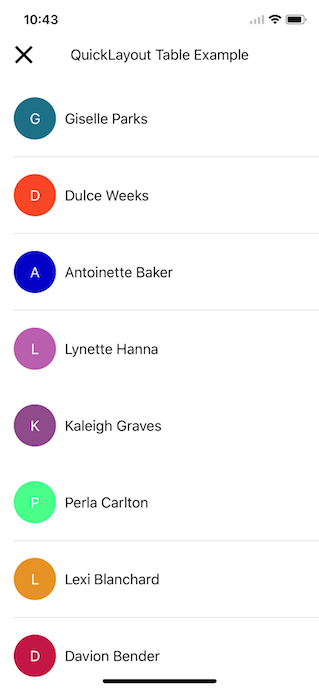 10:43
QuickLayout Table Example
G Giselle Parks
D Dulce Weeks
A Antoinette Baker
L Lynette Hanna
K Kaleigh Graves
P Perla Carlton
L Lexi Blanchard
D Davion Bender